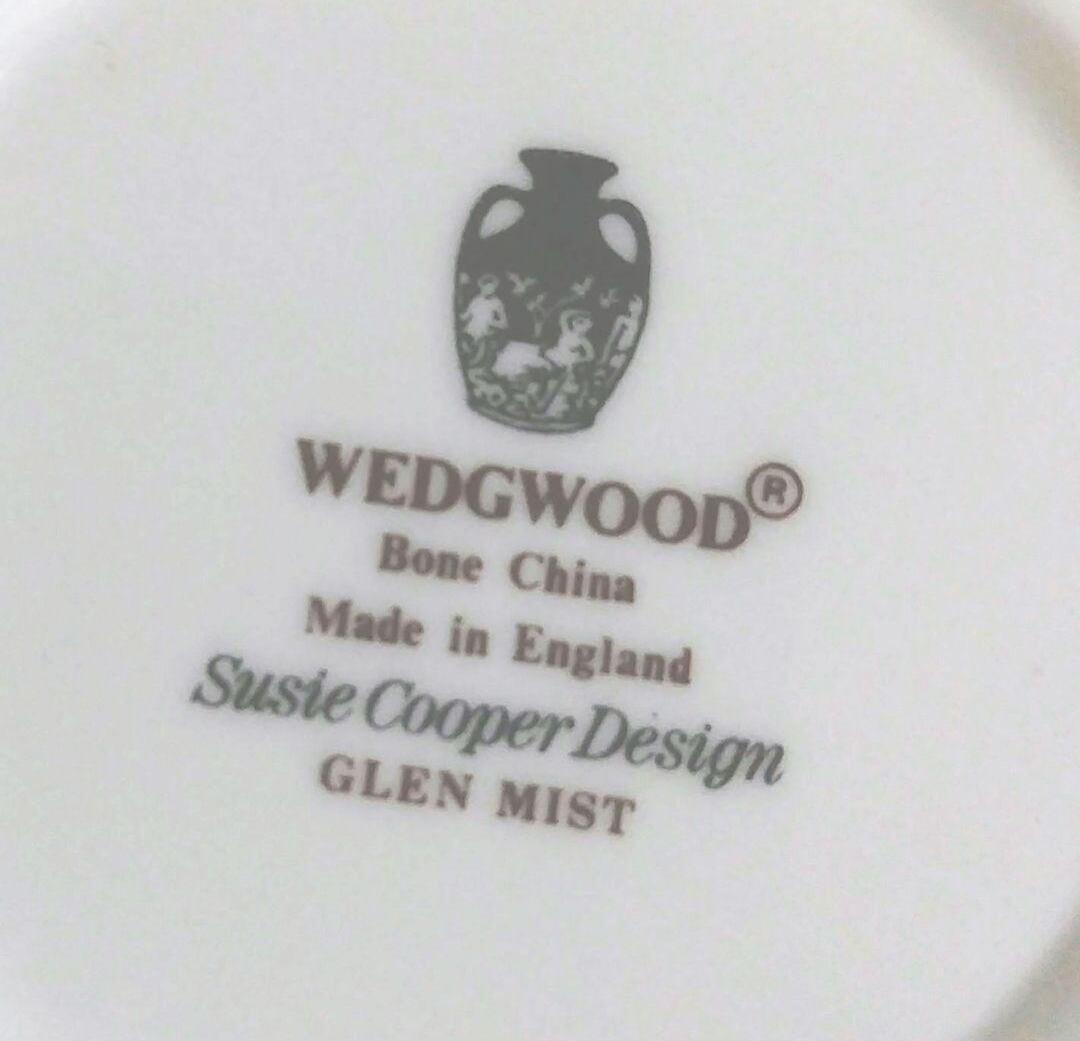 WEDGWOOD®
Bone China
Made in England
Susie Cooper Design
GLEN MIST